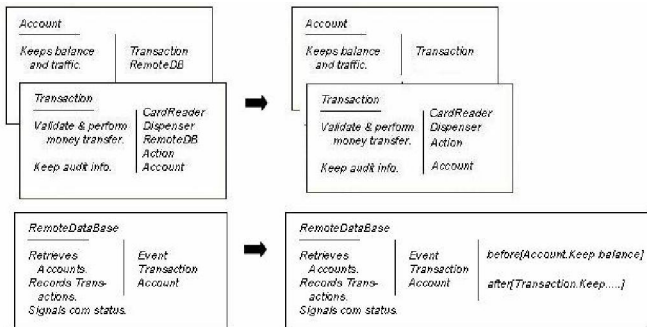 Account
Keeps balance and traffic.
Transaction
RemoteDB
Transaction
Validate & perform money transfer.
Keep audit info.
CardReader
Dispenser
RemoteDB
Action
Account
Account
Keeps balance and traffic.
Transaction
Transaction
Validate & perform money transfer.
Keep audit info.
CardReader
Dispenser
Action
Account
RemoteDataBase
Retrieves Accounts.
Records Trans-
actions.
Signals com status.
Event
Transaction
Account
RemoteDataBase
Retrieves Accounts.
Records Trans-
actions.
Signals com status.
Event
Transaction
Account
before[Account.Keep balance]
after[Transaction.Keep.....]